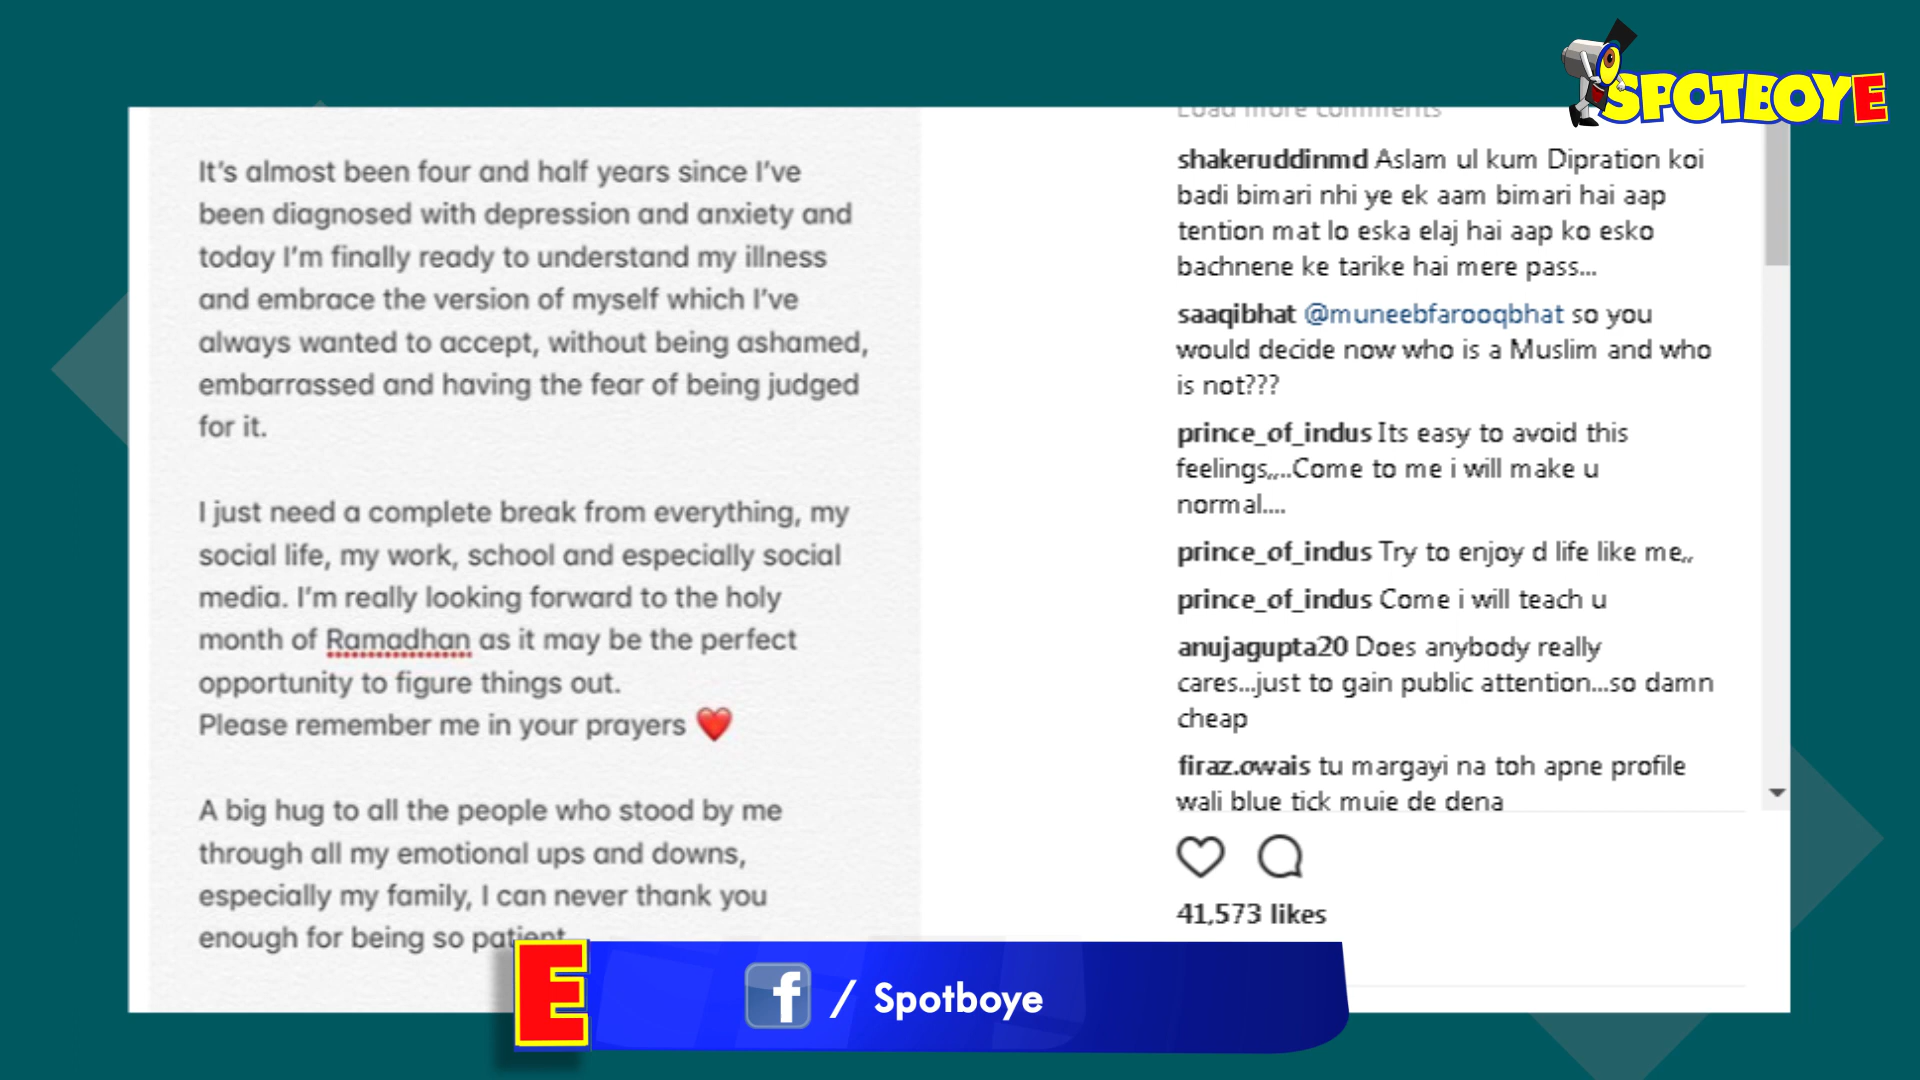 SPOTBOYE
It's almost been four and half years since I've
been diagnosed with depression and anxiety and
today I'm finally ready to understand my illness
and embrace the version of myself which I've
always wanted to accept, without being ashamed,
embarrassed and having the fear of being judged
for it.
I just need a complete break from everything, my
social life, my work, school and especially social
media. I'm really looking forward to the holy
month of Ramadhan as it may be the perfect
opportunity to figure things out.
Please remember me in your prayers ❤️
A big hug to all the people who stood by me
through all my emotional ups and downs,
especially my family, I can never thank you
enough for being so patient
Load more comments
shakeruddinmd Aslam ul kum Dipration koi
badi bimari nhi ye ek aam bimari hai aap
tention mat lo eska elaj hai aap ko esko
bachnene ke tarike hai mere pass...
saaqibhat @muneebfarooqbhat so you
would decide now who is a Muslim and who
is not???
prince_of_indus Its easy to avoid this
feelings,,,..Come to me i will make u
normal....
prince_of_indus Try to enjoy d life like me,,
prince_of_indus Come i will teach u
anujagupta20 Does anybody really
cares...just to gain public attention...so damn
cheap
firaz.owais tu margayi na toh apne profile
wali blue tick muie de dena
41,573 likes
E
f / Spotboye